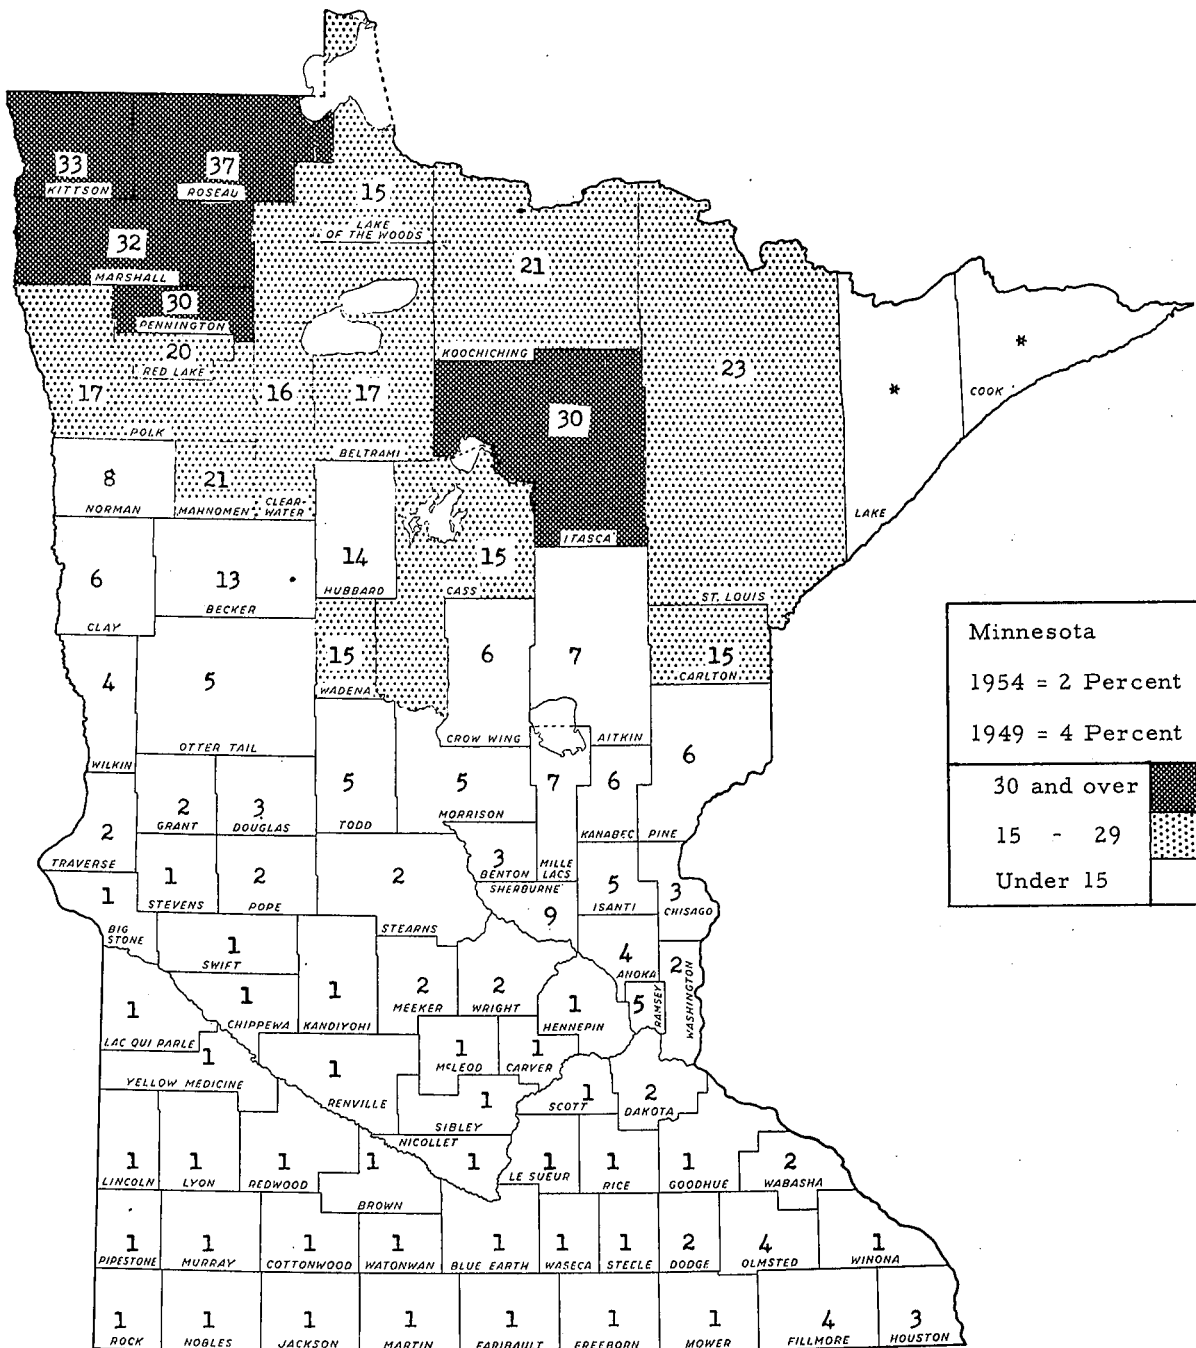 33
KITTSON
37
ROSEAU
15
LAKE
OF THE WOODS
32
MARSHALL
21
KOOCHICHING
30
PENNINGTON
20
RED LAKE
17
POLK
16
CLEAR-
WATER
17
BELTRAMI
23
ST. LOUIS
*
LAKE
*
COOK
30
ITASCA
8
NORMAN
21
MAHNOMEN
6
CLAY
13
BECKER
14
HUBBARD
15
CASS
4
WILKIN
5
OTTER TAIL
15
WADENA
6
CROW WING
7
AITKIN
15
CARLTON
Minnesota
1954 = 2 Percent
1949 = 4 Percent
30 and over
15 - 29
Under 15
2
TRAVERSE
2
GRANT
3
DOUGLAS
5
TODD
5
MORRISON
7
MILLE
LACS
6
KANABEC
6
PINE
1
BIG
STONE
1
STEVENS
2
POPE
2
STEARNS
3
BENTON
SHERBURNE
9
5
ISANTI
3
CHISAGO
1
SWIFT
4
ANOKA
2
WASHINGTON
1
LAC QUI PARLE
1
CHIPPEWA
1
KANDIYOHI
2
MEEKER
2
WRIGHT
1
HENNEPIN
5
RAMSEY
1
YELLOW MEDICINE
1
RENVILLE
1
McLEOD
1
CARVER
1
SIBLEY
1
SCOTT
2
DAKOTA
1
LINCOLN
1
LYON
1
REDWOOD
1
BROWN
NICOLLET
1
1
LE SUEUR
1
RICE
1
GOODHUE
2
WABASHA
1
PIPESTONE
1
MURRAY
1
COTTONWOOD
1
WATONWAN
1
BLUE EARTH
1
WASECA
1
STEELE
2
DODGE
4
OLMSTED
1
WINONA
1
ROCK
1
NOBLES
1
JACKSON
1
MARTIN
1
FARIBAULT
1
FREEBORN
1
MOWER
4
FILLMORE
3
HOUSTON